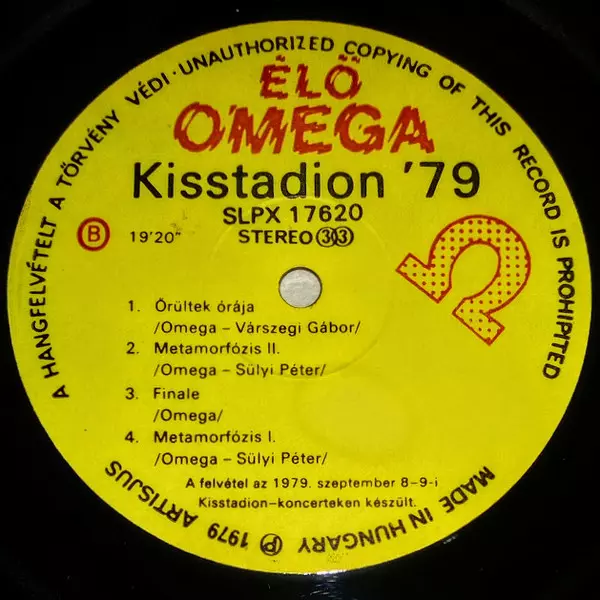 A HANGFELVÉTELT A TÖRVÉNY VÉDI · UNAUTHORIZED COPYING OF THIS RECORD IS PROHIPITED
ÉLŐ
OMEGA
Kisstadion '79
SLPX 17620
B 19'20" STEREO 33
1. Őrültek órája
/Omega – Várszegi Gábor/
2. Metamorfózis II.
/Omega – Sülyi Péter/
3. Finale
/Omega/
4. Metamorfózis I.
/Omega – Sülyi Péter/
A felvétel az 1979. szeptember 8–9-i
Kisstadion–koncerteken készült.
MADE IN HUNGARY ℗ 1979 ARTISJUS